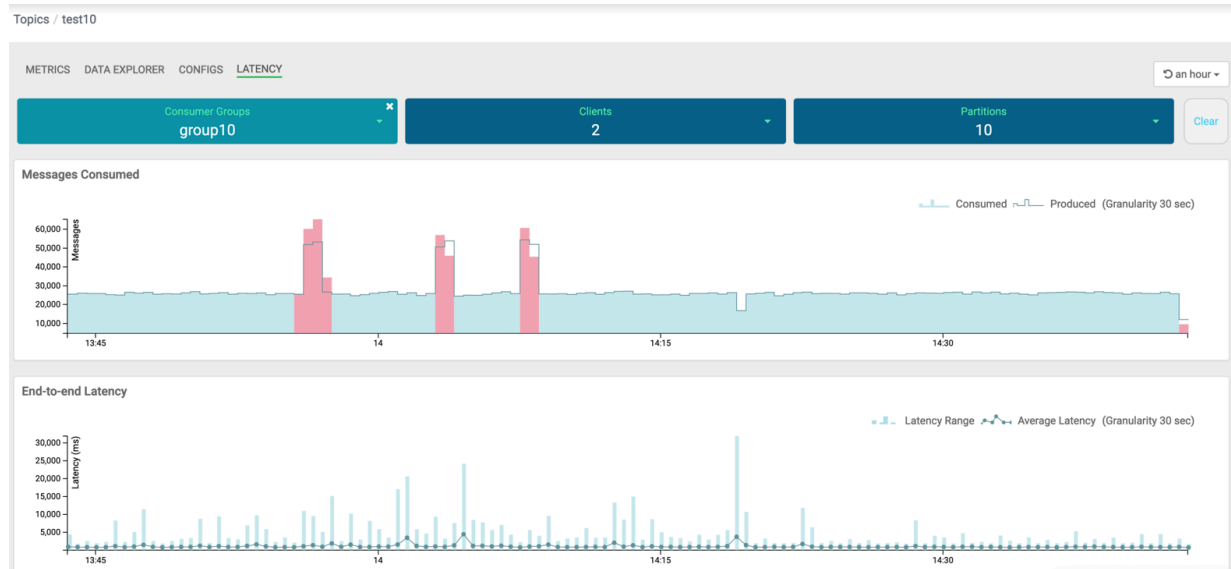 Topics / test10
METRICS DATA EXPLORER CONFIGS LATENCY
an hour
Consumer Groups
group10
Clients
2
Partitions
10
Clear
Messages Consumed
Consumed Produced (Granularity 30 sec)
Messages
60,000
50,000
40,000
30,000
20,000
10,000
13:45 14 14:15 14:30
End-to-end Latency
Latency Range Average Latency (Granularity 30 sec)
Latency (ms)
30,000
25,000
20,000
15,000
10,000
5,000
13:45 14 14:15 14:30